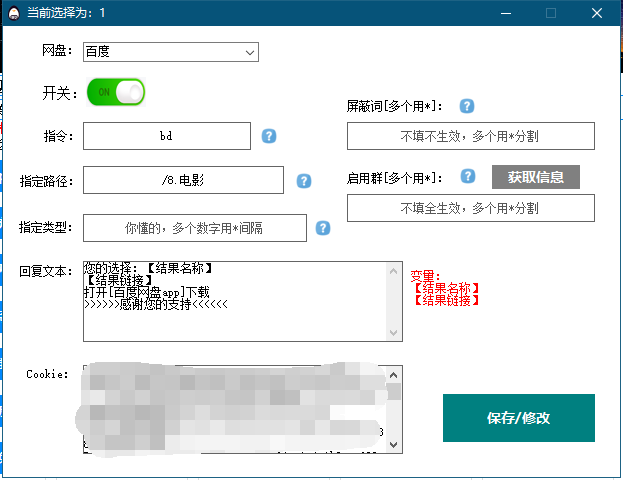 当前选择为：1
网盘：
百度
开关：
ON
屏蔽词[多个用*]：
?
指令：
bd
?
不填不生效，多个用*分割
指定路径：
/8.电影
?
启用群[多个用*]：
?
获取信息
不填全生效，多个用*分割
指定类型：
你懂的，多个数字用*间隔
?
回复文本：
您的选择：【结果名称】
【结果链接】
打开[百度网盘app]下载
>>>>>>感谢您的支持<<<<<<
变量：
【结果名称】
【结果链接】
Cookie：
保存/修改